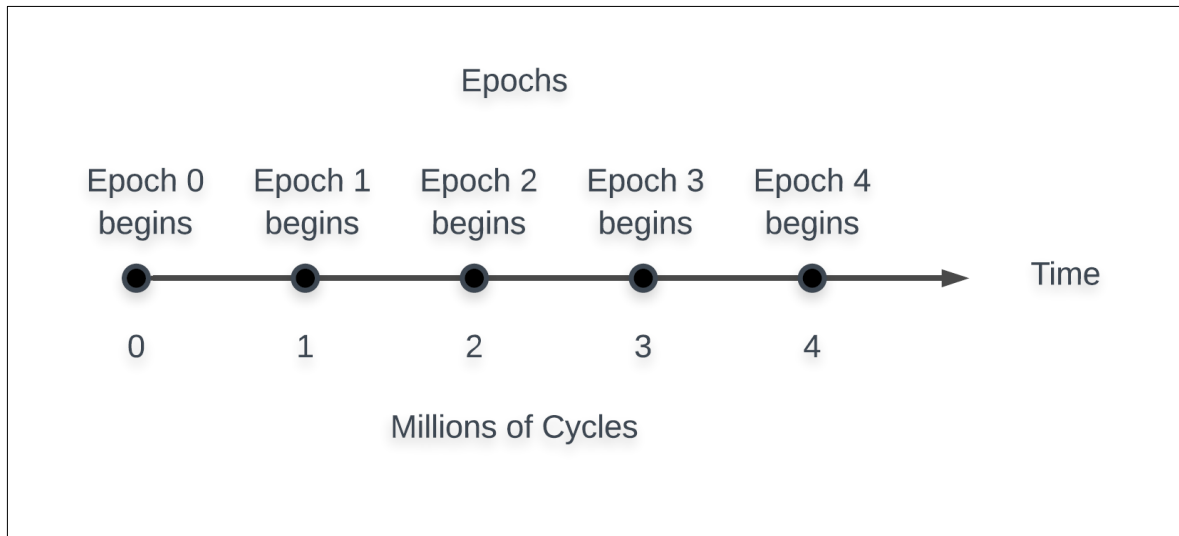 Epochs
Epoch 0 Epoch 1 Epoch 2 Epoch 3 Epoch 4
begins begins begins begins begins
Time
0 1 2 3 4
Millions of Cycles